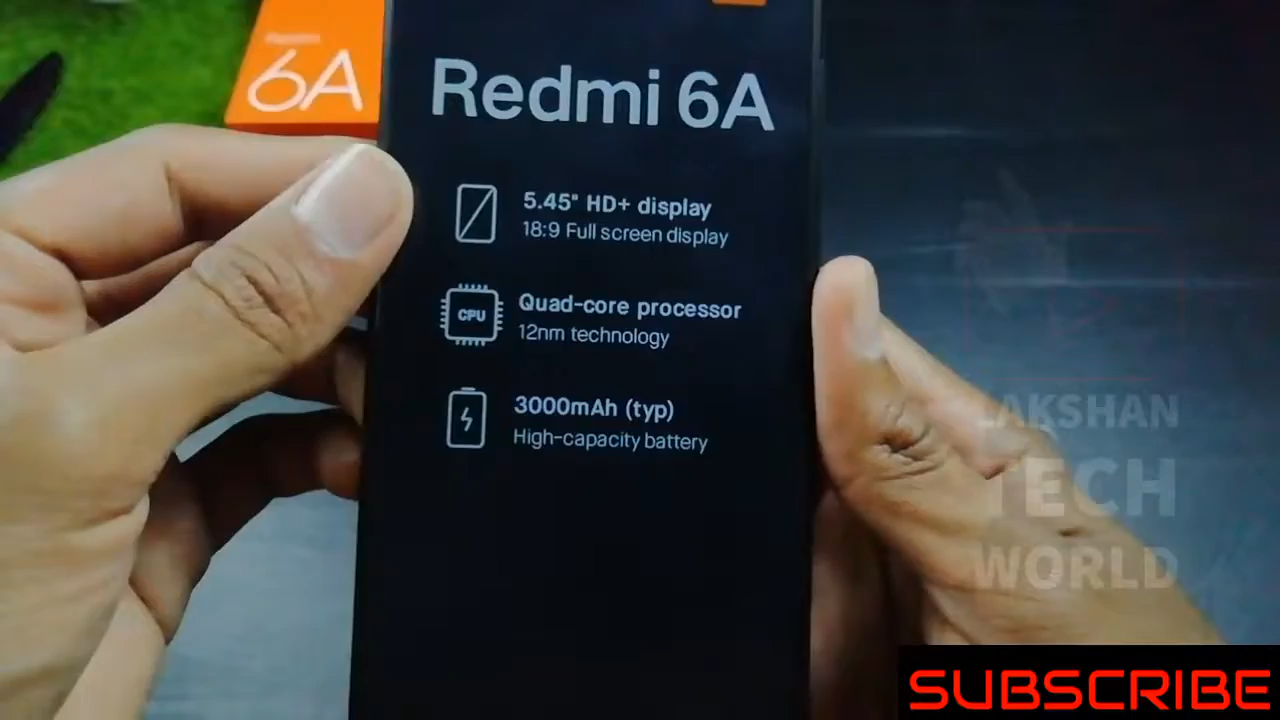 6A
Redmi 6A
5.45" HD+ display
18:9 Full screen display
CPU
Quad-core processor
12nm technology
3000mAh (typ)
High-capacity battery
LAKSHAN
TECH
WORLD
SUBSCRIBE